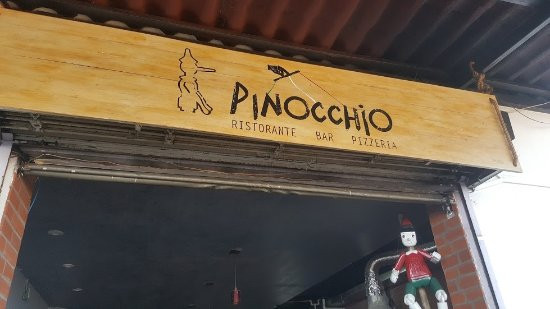 PINOCCHIO
RISTORANTE BAR PIZZERIA